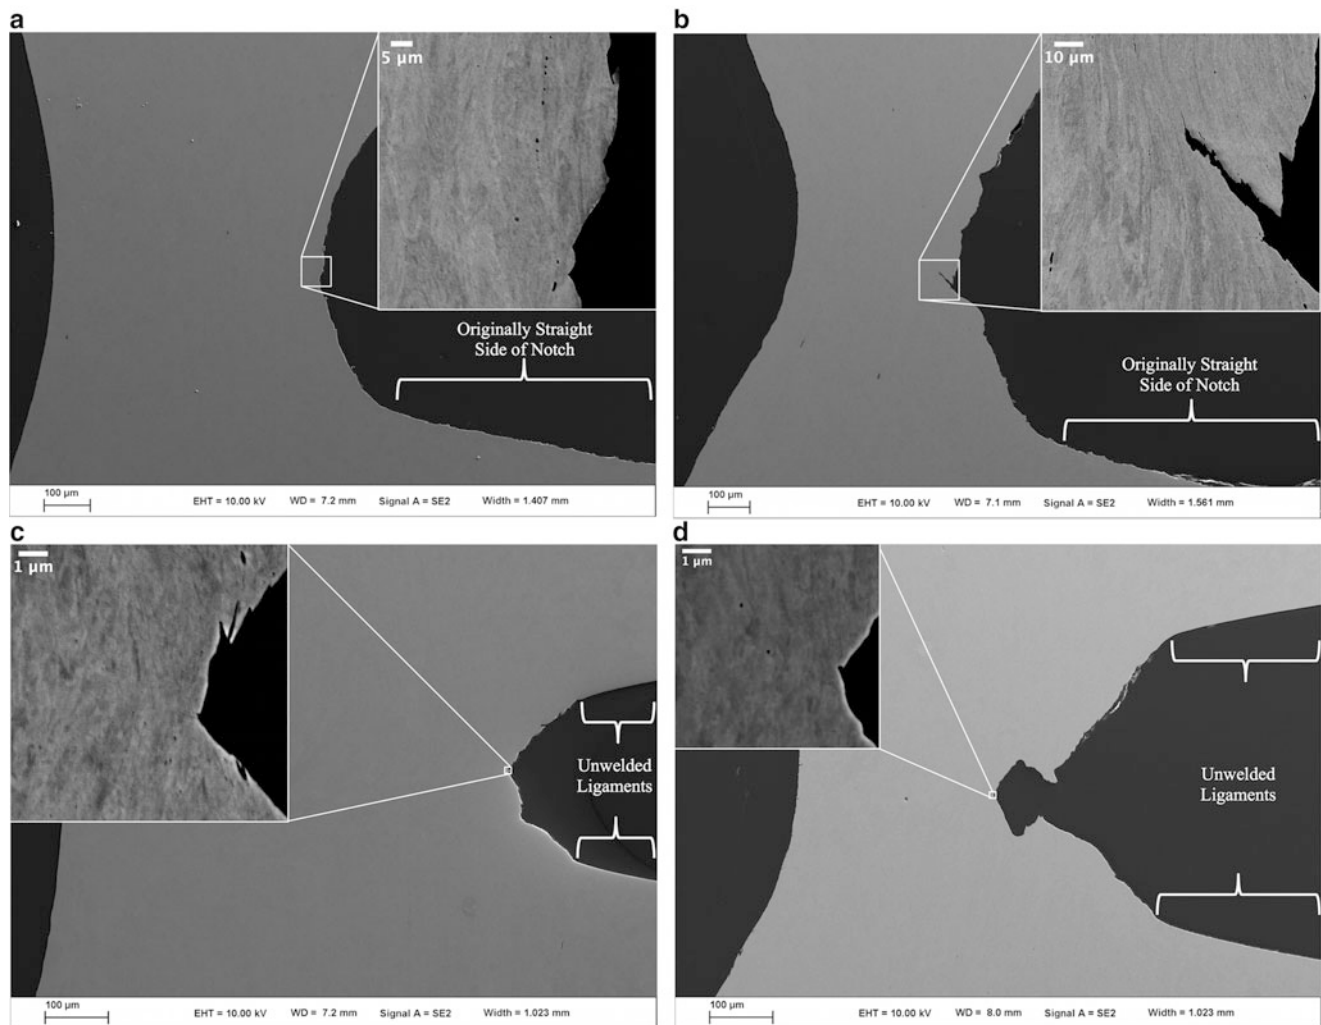 a
5 µm
Originally Straight
Side of Notch
100 µm
EHT = 10.00 kV WD = 7.2 mm Signal A = SE2 Width = 1.407 mm
b
10 µm
Originally Straight
Side of Notch
100 µm
EHT = 10.00 kV WD = 7.1 mm Signal A = SE2 Width = 1.561 mm
c
1 µm
Unwelded
Ligaments
100 µm
EHT = 10.00 kV WD = 7.2 mm Signal A = SE2 Width = 1.023 mm
d
1 µm
Unwelded
Ligaments
100 µm
EHT = 10.00 kV WD = 8.0 mm Signal A = SE2 Width = 1.023 mm